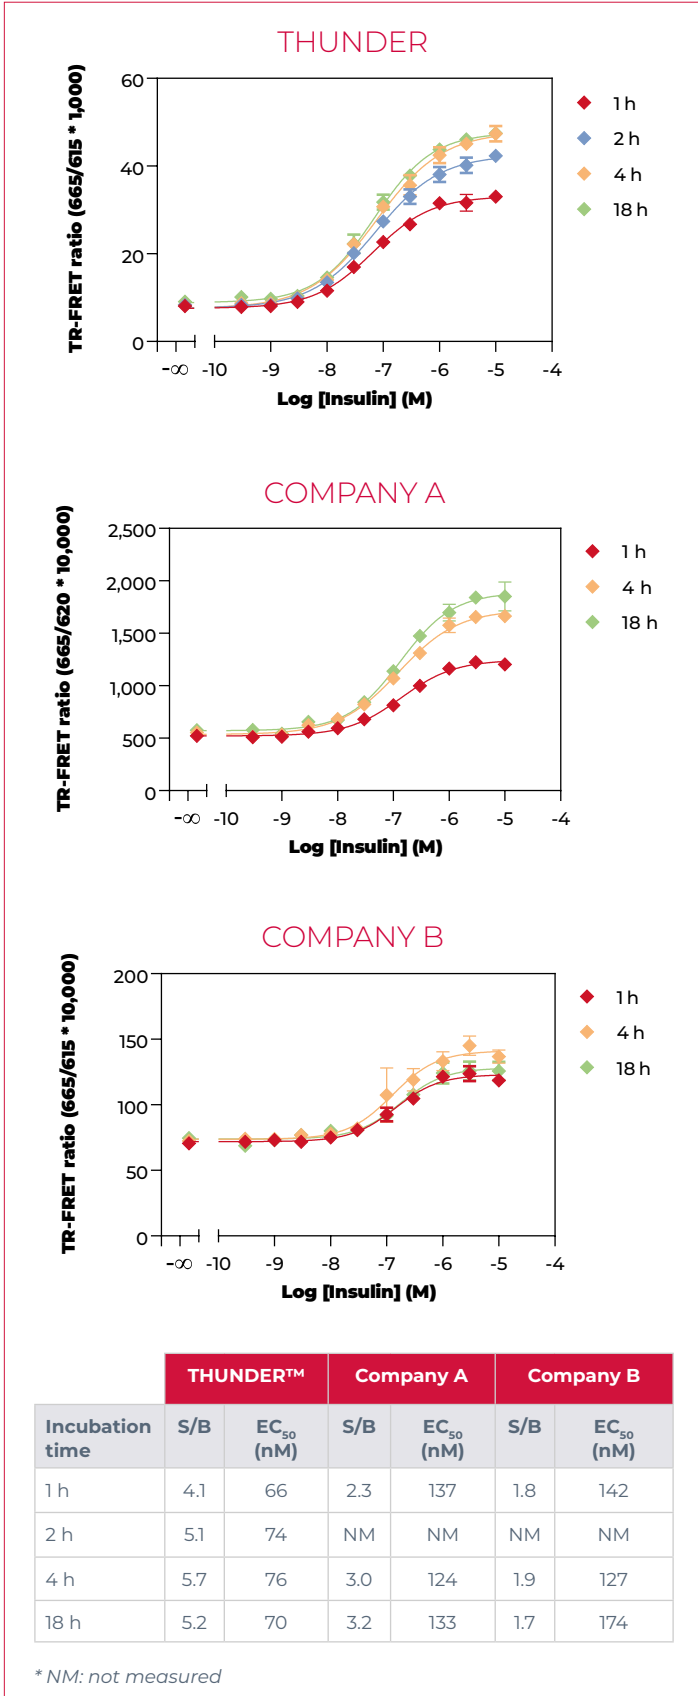 THUNDER
TR-FRET ratio (665/615 * 1,000)
60
40
20
0
-∞ -10 -9 -8 -7 -6 -5 -4
Log [Insulin] (M)
1 h
2 h
4 h
18 h
COMPANY A
TR-FRET ratio (665/620 * 10,000)
2,500
2,000
1,500
1,000
500
0
-∞ -10 -9 -8 -7 -6 -5 -4
Log [Insulin] (M)
1 h
4 h
18 h
COMPANY B
TR-FRET ratio (665/615 * 10,000)
200
150
100
50
0
-∞ -10 -9 -8 -7 -6 -5 -4
Log [Insulin] (M)
1 h
4 h
18 h
THUNDER™ Company A Company B
Incubation time S/B EC50 (nM) S/B EC50 (nM) S/B EC50 (nM)
1 h 4.1 66 2.3 137 1.8 142
2 h 5.1 74 NM NM NM NM
4 h 5.7 76 3.0 124 1.9 127
18 h 5.2 70 3.2 133 1.7 174
* NM: not measured